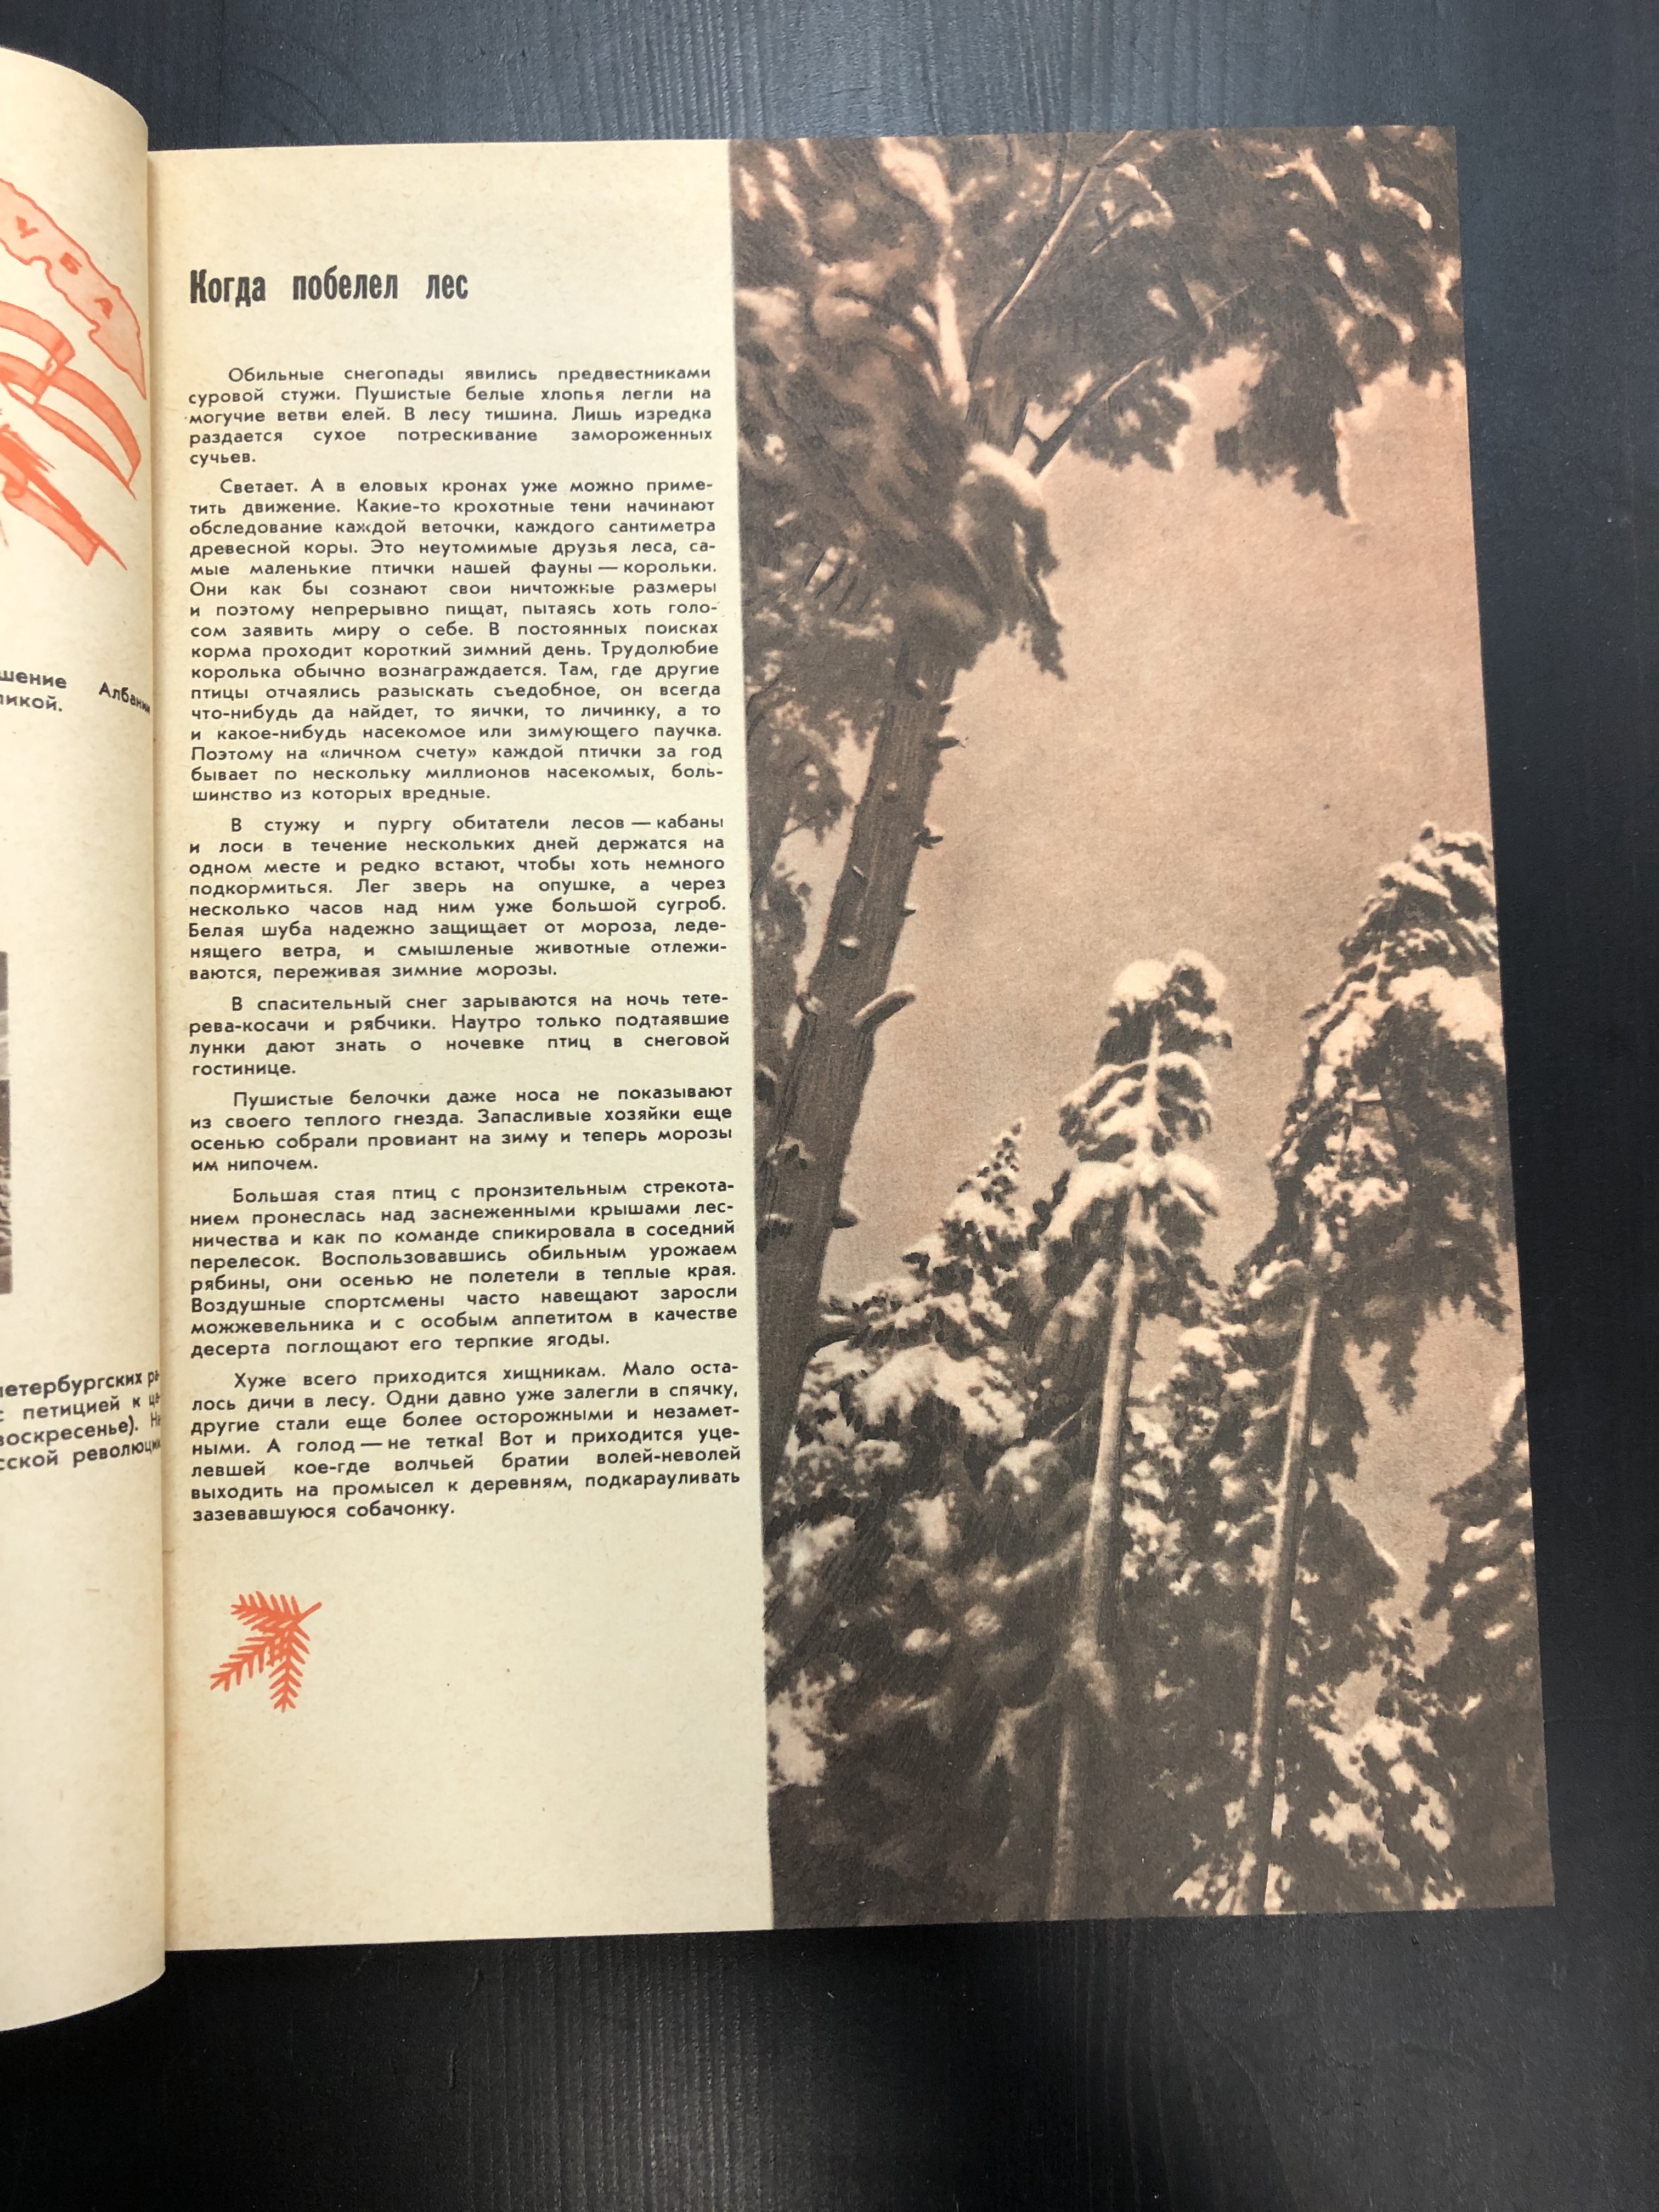 УБА
шение
ликой.
Албании
петербургских
с петицией к
воскресенье).
сской революции
Когда побелел лес
Обильные снегопады явились предвестниками
суровой стужи. Пушистые белые хлопья легли на
могучие ветви елей. В лесу тишина. Лишь изредка
раздается сухое потрескивание замороженных
сучьев.
Светает. А в еловых кронах уже можно приме-
тить движение. Какие-то крохотные тени начинают
обследование каждой веточки, каждого сантиметра
древесной коры. Это неутомимые друзья леса, са-
мые маленькие птички нашей фауны — корольки.
Они как бы сознают свои ничтожные размеры
и поэтому непрерывно пищат, пытаясь хоть голо-
сом заявить миру о себе. В постоянных поисках
корма проходит короткий зимний день. Трудолюбие
королька обычно вознаграждается. Там, где другие
птицы отчаялись разыскать съедобное, он всегда
что-нибудь да найдет, то яички, то личинку, а то
и какое-нибудь насекомое или зимующего паучка.
Поэтому на «личном счету» каждой птички за год
бывает по нескольку миллионов насекомых, боль-
шинство из которых вредные.
В стужу и пургу обитатели лесов — кабаны
и лоси в течение нескольких дней держатся на
одном месте и редко встают, чтобы хоть немного
подкормиться. Лег зверь на опушке, а через
несколько часов над ним уже большой сугроб.
Белая шуба надежно защищает от мороза, леде-
нящего ветра, и смышленые животные отлежи-
ваются, переживая зимние морозы.
В спасительный снег зарываются на ночь тете-
рева-косачи и рябчики. Наутро только подтаявшие
лунки дают знать о ночевке птиц в снеговой
гостинице.
Пушистые белочки даже носа не показывают
из своего теплого гнезда. Запасливые хозяйки еще
осенью собрали провиант на зиму и теперь морозы
им нипочем.
Большая стая птиц с пронзительным стрекота-
нием пронеслась над заснеженными крышами лес-
ничества и как по команде спикировала в соседний
перелесок. Воспользовавшись обильным урожаем
рябины, они осенью не полетели в теплые края.
Воздушные спортсмены часто навещают заросли
можжевельника и с особым аппетитом в качестве
десерта поглощают его терпкие ягоды.
Хуже всего приходится хищникам. Мало оста-
лось дичи в лесу. Одни давно уже залегли в спячку,
другие стали еще более осторожными и незамет-
ными. А голод — не тетка! Вот и приходится уце-
левшей кое-где волчьей братии волей-неволей
выходить на промысел к деревням, подкарауливать
зазевавшуюся собачонку.